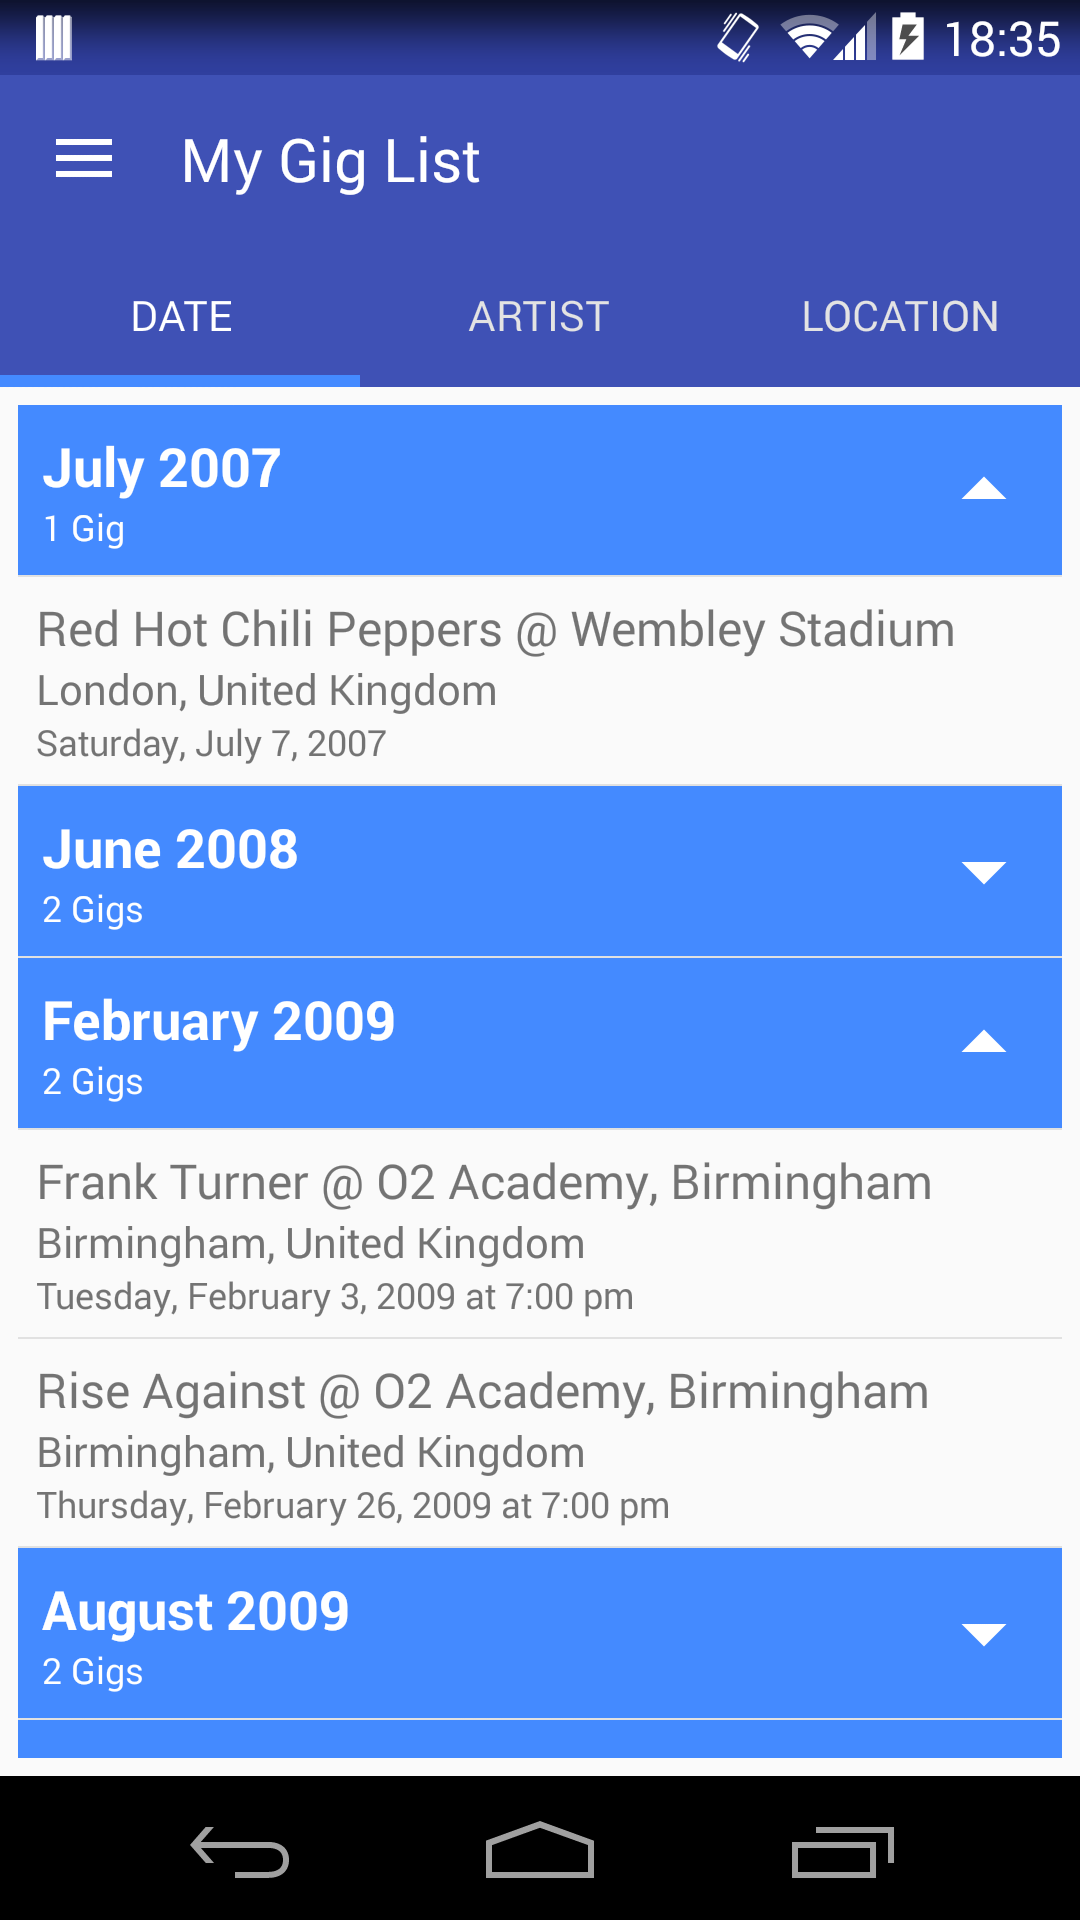 18:35
My Gig List
DATE ARTIST LOCATION
July 2007
1 Gig
Red Hot Chili Peppers @ Wembley Stadium
London, United Kingdom
Saturday, July 7, 2007
June 2008
2 Gigs
February 2009
2 Gigs
Frank Turner @ O2 Academy, Birmingham
Birmingham, United Kingdom
Tuesday, February 3, 2009 at 7:00 pm
Rise Against @ O2 Academy, Birmingham
Birmingham, United Kingdom
Thursday, February 26, 2009 at 7:00 pm
August 2009
2 Gigs